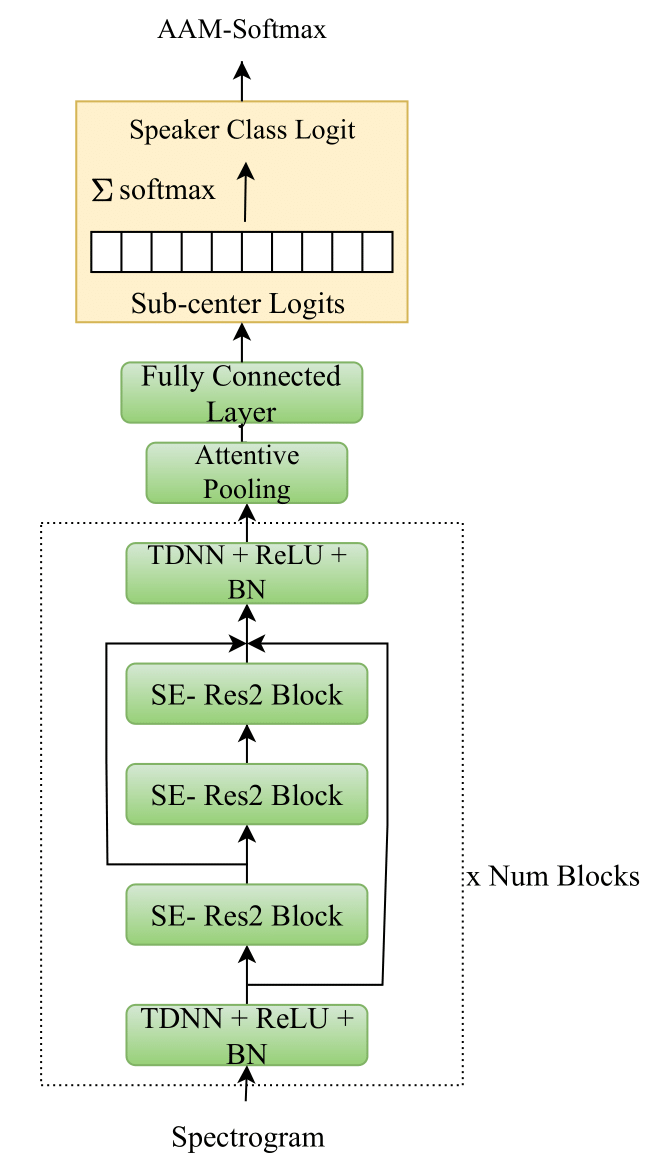 AAM-Softmax
Speaker Class Logit
Σ softmax
Sub-center Logits
Fully Connected
Layer
Attentive
Pooling
TDNN + ReLU +
BN
SE- Res2 Block
SE- Res2 Block
x Num Blocks
SE- Res2 Block
TDNN + ReLU +
BN
Spectrogram